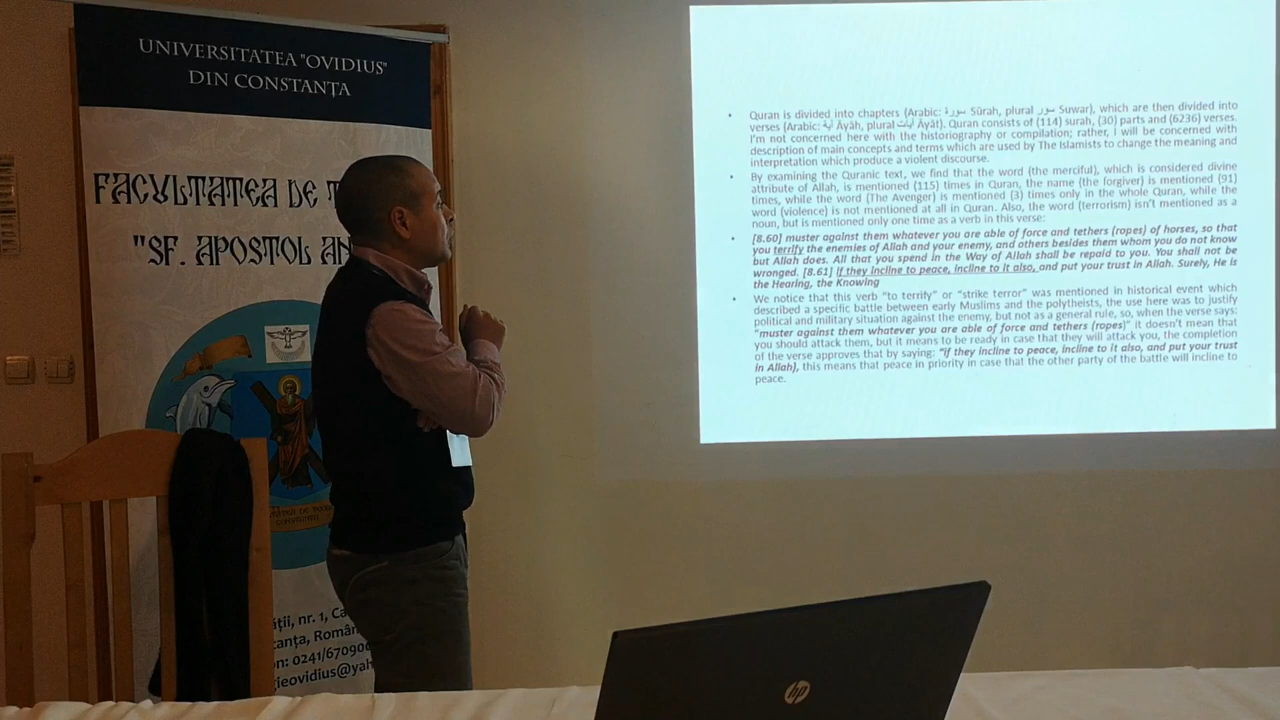 UNIVERSITATEA "OVIDIUS"
DIN CONSTANȚA
FACULTATEA DE T
"SF. APOSTOL AN
ății, nr. 1, Ca
anța, Român
n: 0241/67090
ieovidius@yah
• Quran is divided into chapters (Arabic: سورة Sūrah, plural سور Suwar), which are then divided into
verses (Arabic: آية Āyāh, plural آيات Āyāt). Quran consists of (114) surah, (30) parts and (6236) verses.
I'm not concerned here with the historiography or compilation; rather, I will be concerned with
description of main concepts and terms which are used by The Islamists to change the meaning and
interpretation which produce a violent discourse.
• By examining the Quranic text, we find that the word (the merciful), which is considered divine
attribute of Allah, is mentioned (115) times in Quran, the name (the forgiver) is mentioned (91)
times, while the word (The Avenger) is mentioned (3) times only in the whole Quran, while the
word (violence) is not mentioned at all in Quran. Also, the word (terrorism) isn't mentioned as a
noun, but is mentioned only one time as a verb in this verse:
• [8.60] muster against them whatever you are able of force and tethers (ropes) of horses, so that
you terrify the enemies of Allah and your enemy, and others besides them whom you do not know
but Allah does. All that you spend in the Way of Allah shall be repaid to you. You shall not be
wronged. [8.61] If they incline to peace, incline to it also, and put your trust in Allah. Surely, He is
the Hearing, the Knowing
• We notice that this verb "to terrify" or "strike terror" was mentioned in historical event which
described a specific battle between early Muslims and the polytheists, the use here was to justify
political and military situation against the enemy, but not as a general rule, so, when the verse says:
"muster against them whatever you are able of force and tethers (ropes)" it doesn't mean that
you should attack them, but it means to be ready in case that they will attack you, the completion
of the verse approves that by saying: "if they incline to peace, incline to it also, and put your trust
in Allah), this means that peace in priority in case that the other party of the battle will incline to
peace.
hp